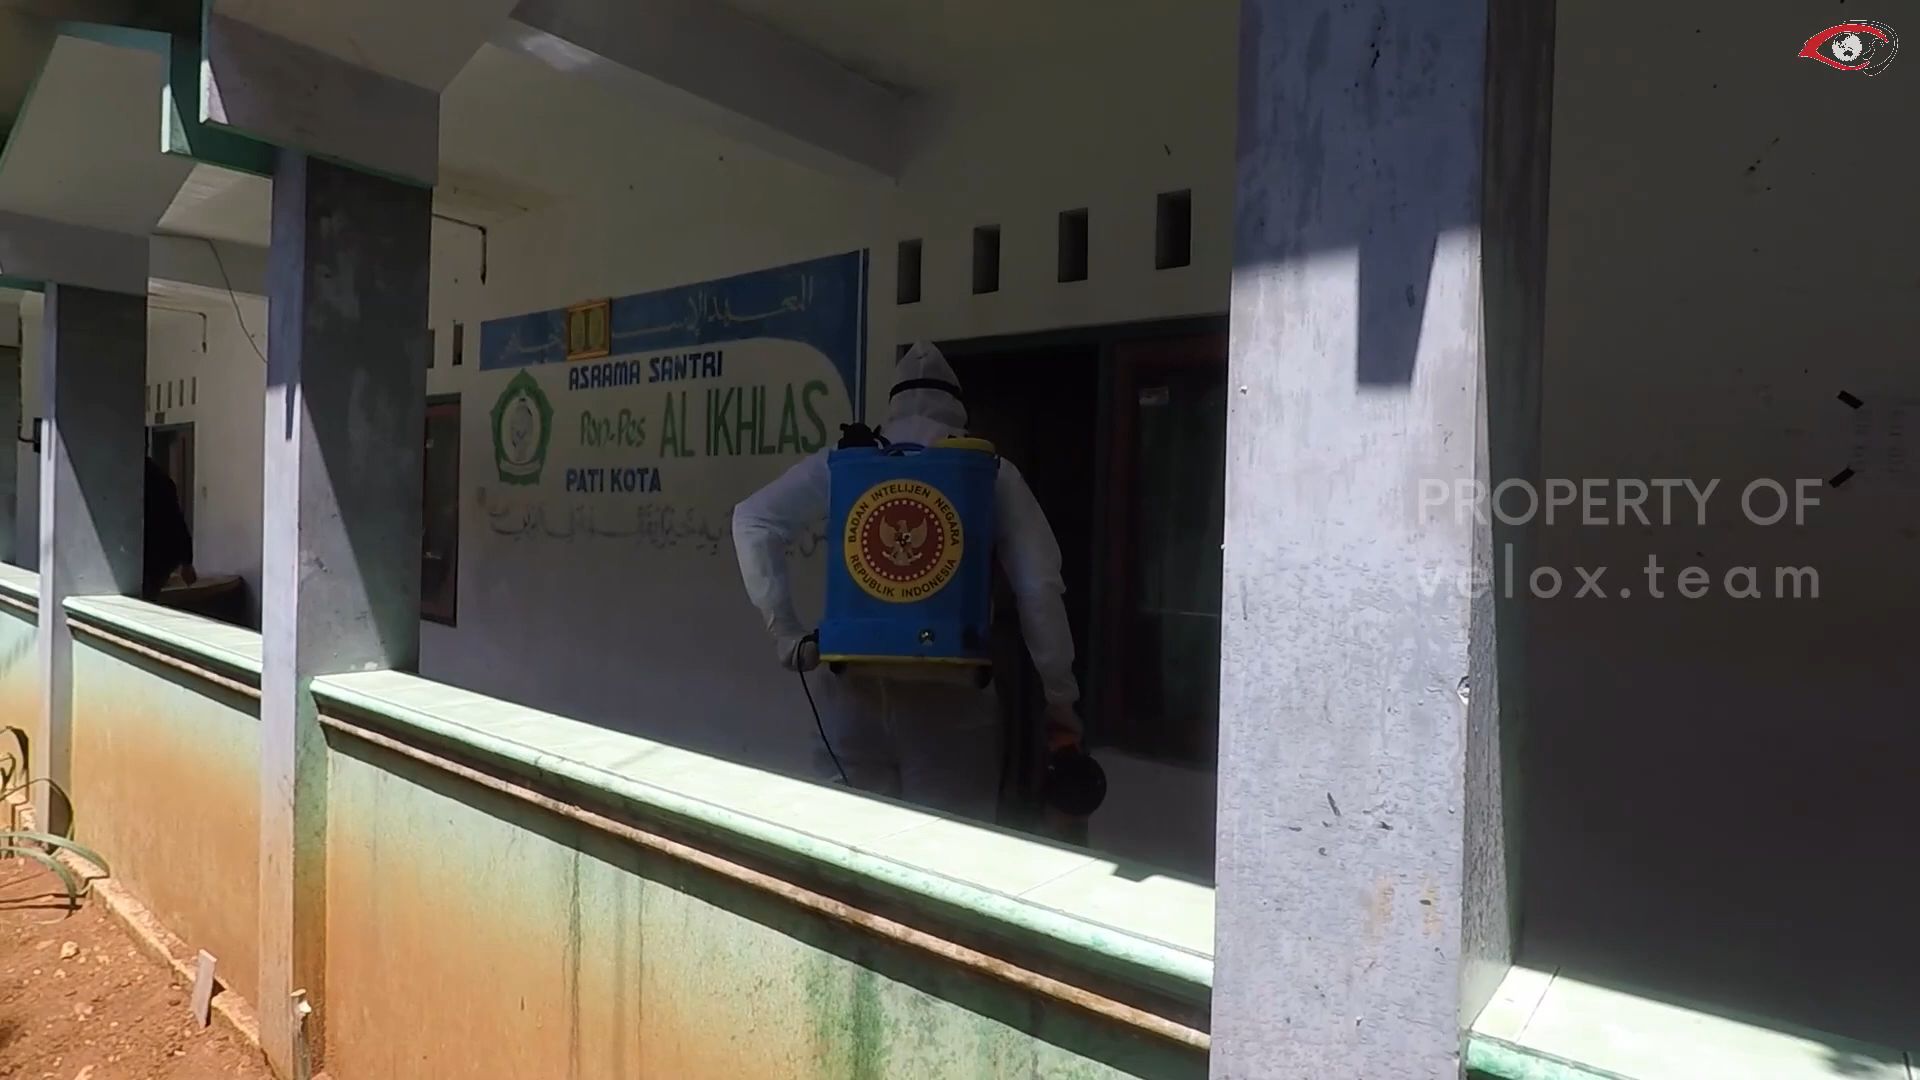 ASRAMA SANTRI
Pon-Pes AL IKHLAS
PATI KOTA
BADAN INTELIJEN NEGARA
REPUBLIK INDONESIA
PROPERTY OF
velox.team